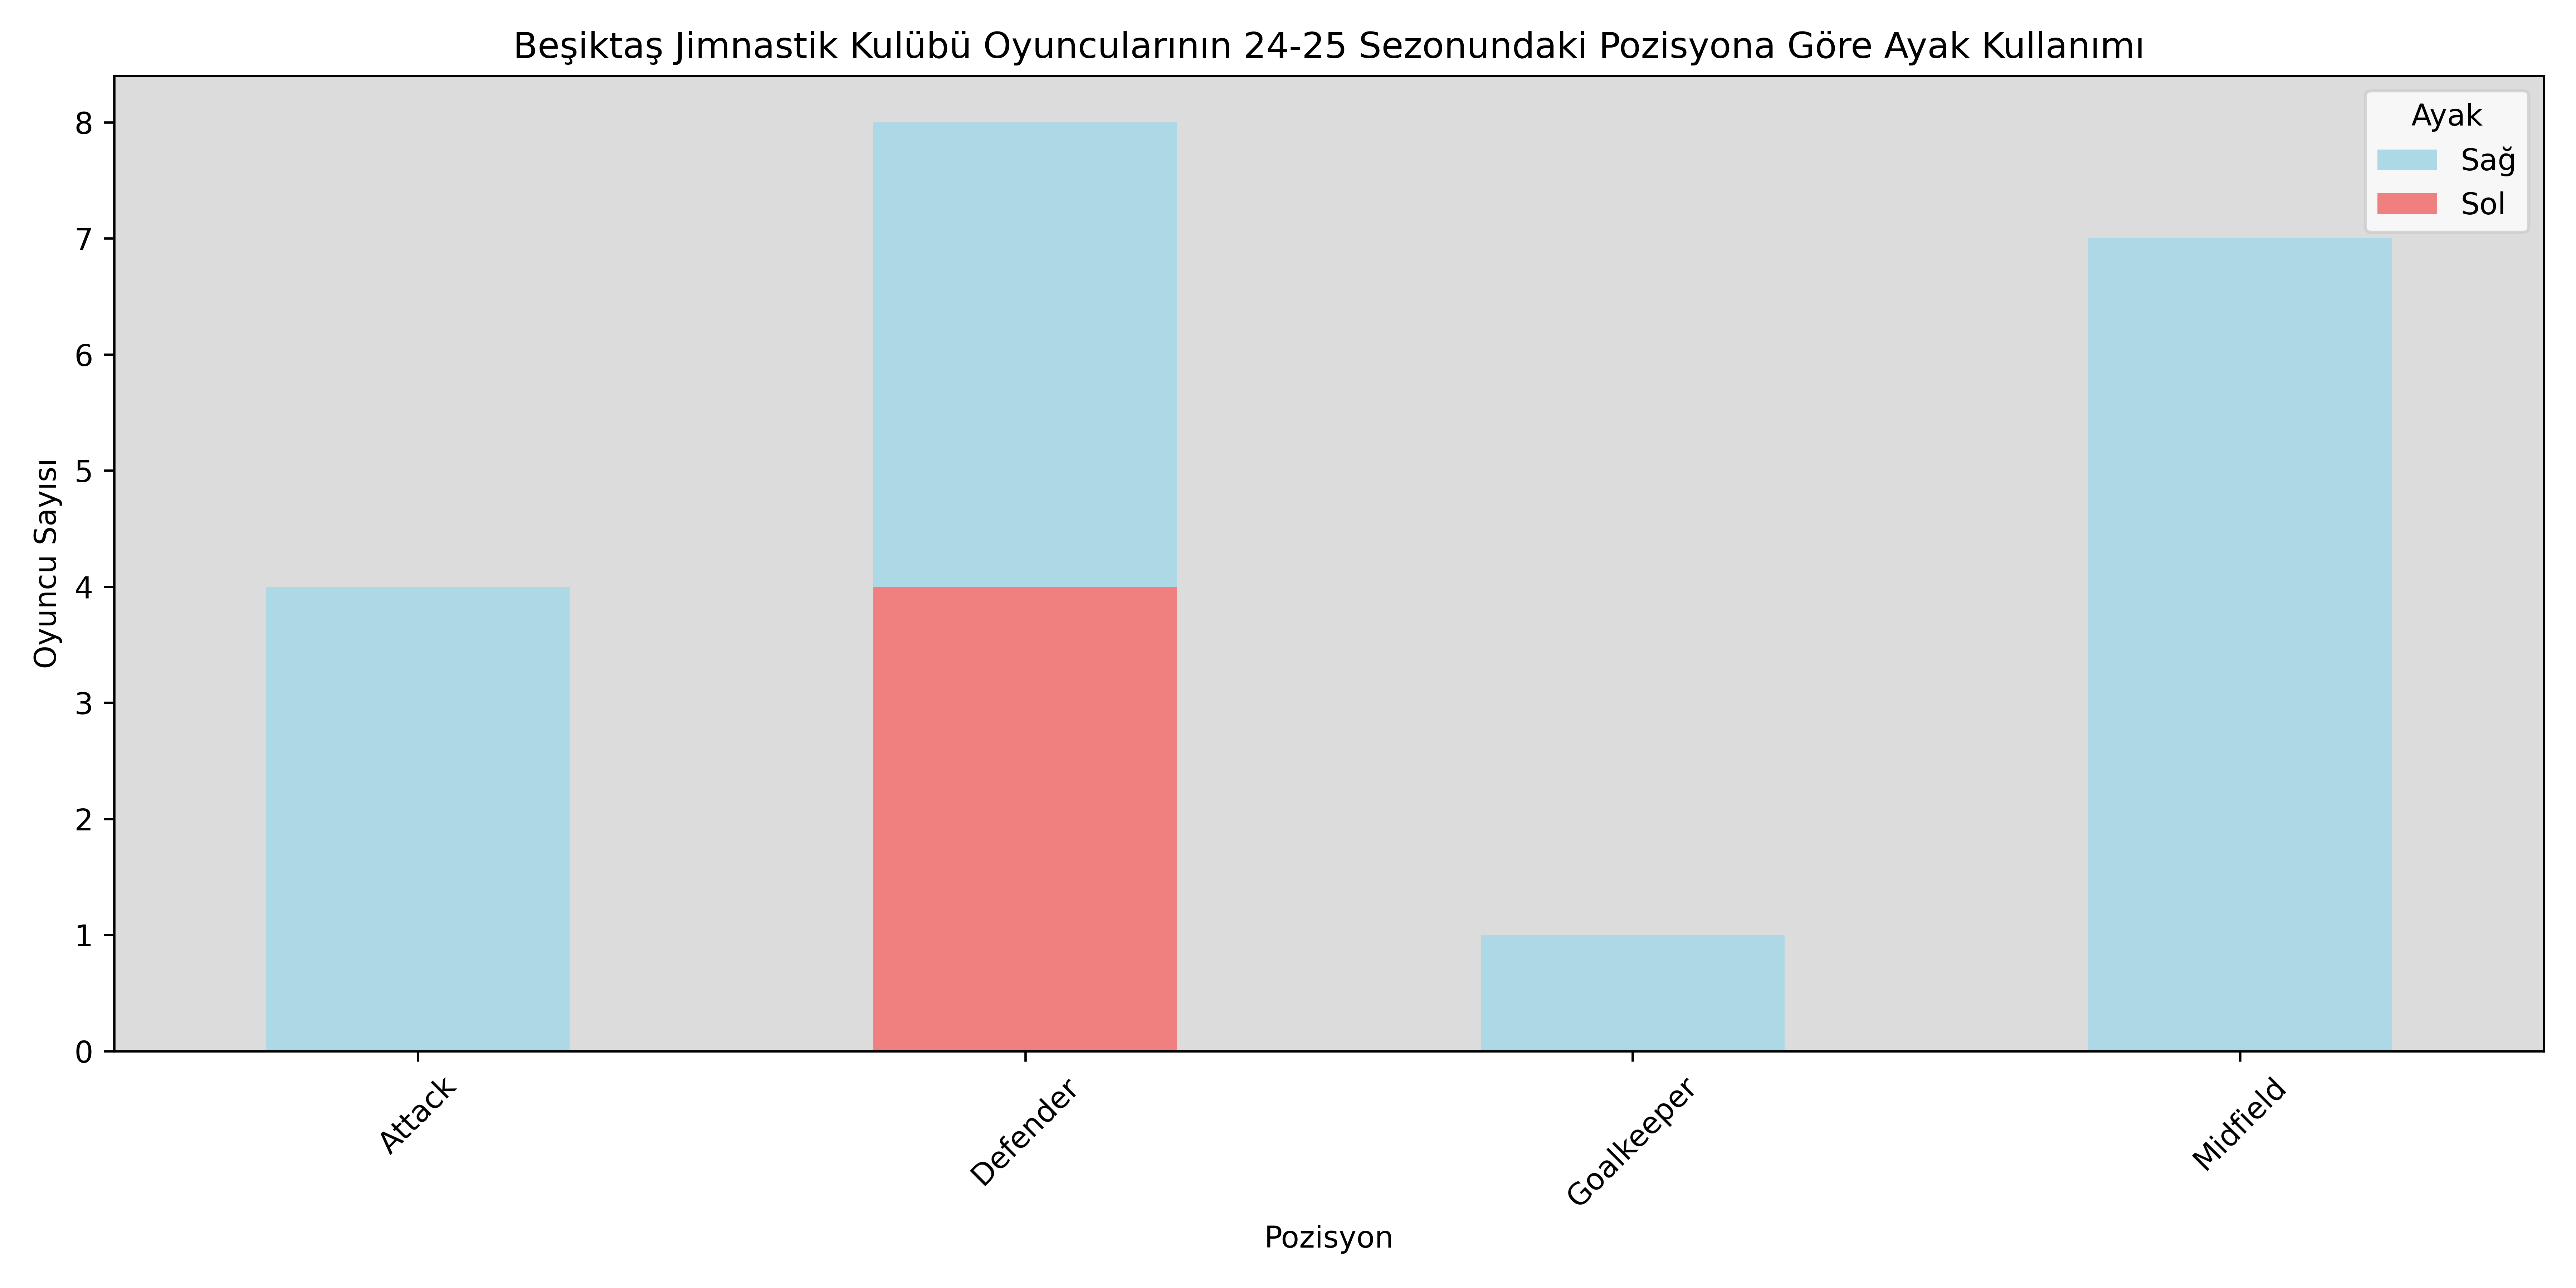 Beşiktaş Jimnastik Kulübü Oyuncularının 24-25 Sezonundaki Pozisyona Göre Ayak Kullanımı
Ayak
Sağ
Sol
Oyuncu Sayısı
8
7
6
5
4
3
2
1
0
Attack
Defender
Goalkeeper
Midfield
Pozisyon